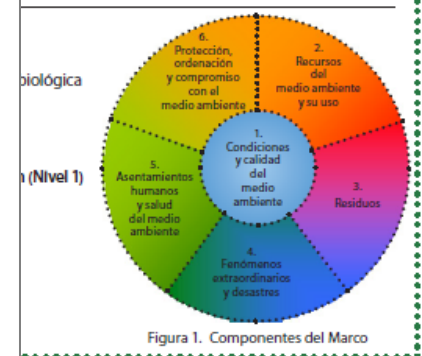 6.
Protección,
ordenación
y compromiso
con el
medio ambiente
2.
Recursos
del
medio ambiente
y su uso
biológica
1.
Condiciones
y calidad
del
medio
ambiente
(Nivel 1)
5.
Asentamientos
humanos
y salud
del medio
ambiente
3.
Residuos
4.
Fenómenos
extraordinarios
y desastres
Figura 1. Componentes del Marco